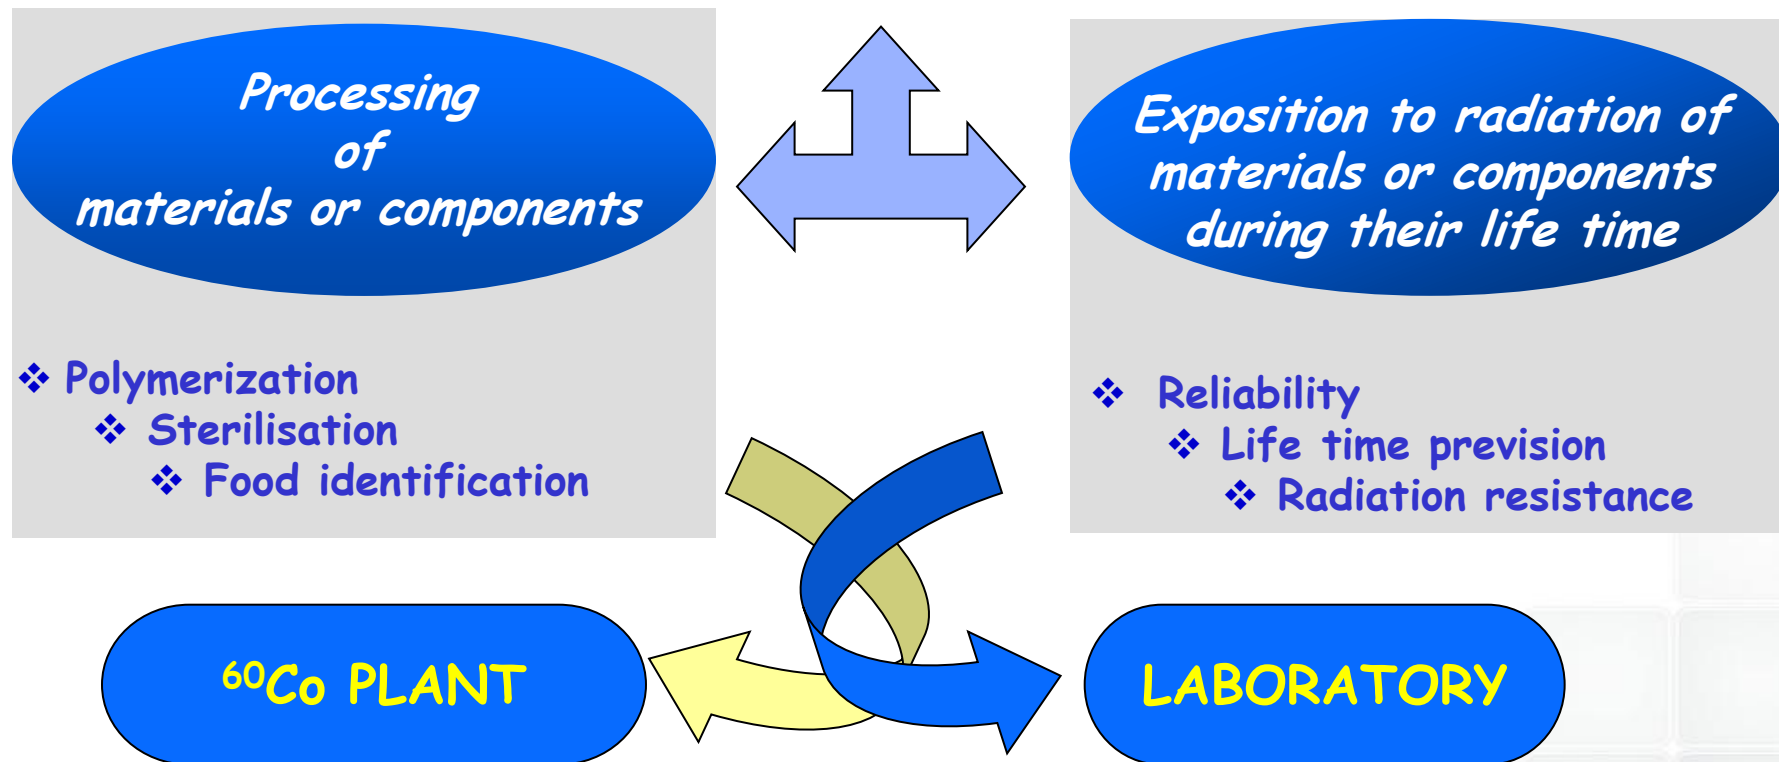 Processing
of
materials or components
❖ Polymerization
❖ Sterilisation
❖ Food identification
Exposition to radiation of
materials or components
during their life time
❖ Reliability
❖ Life time prevision
❖ Radiation resistance
⁶⁰Co PLANT
LABORATORY